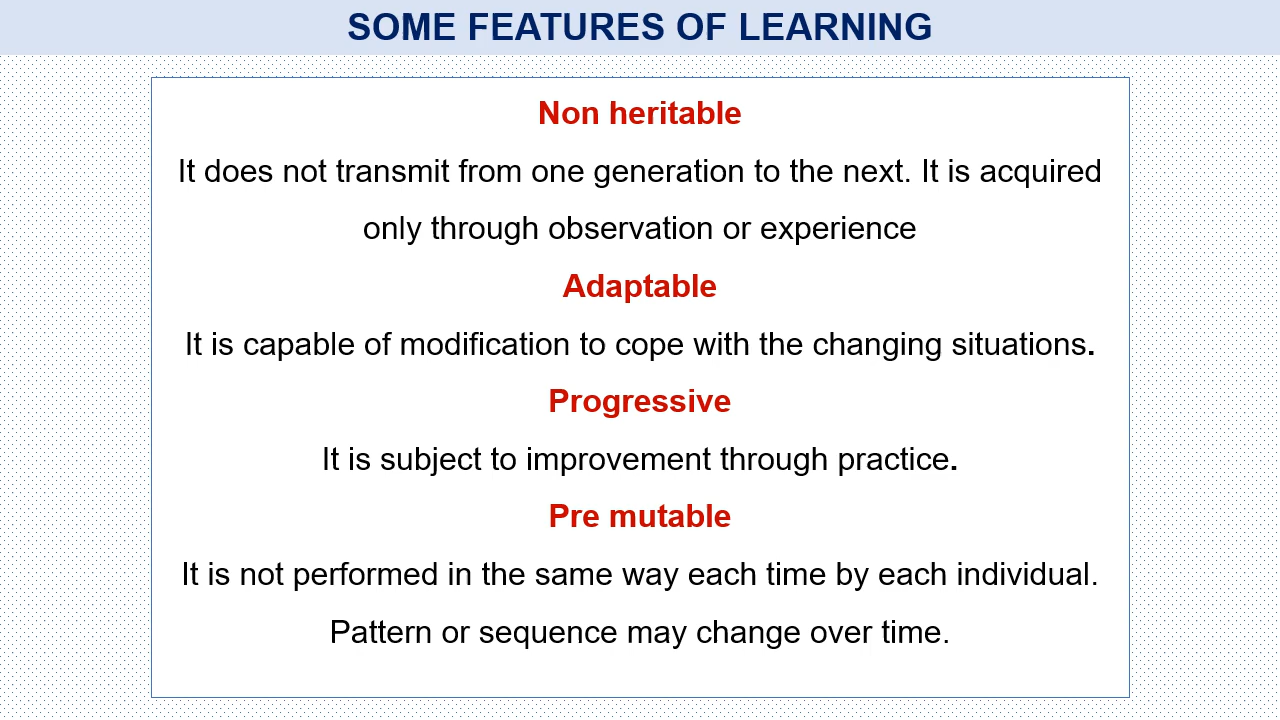 SOME FEATURES OF LEARNING
Non heritable
It does not transmit from one generation to the next. It is acquired
only through observation or experience
Adaptable
It is capable of modification to cope with the changing situations.
Progressive
It is subject to improvement through practice.
Pre mutable
It is not performed in the same way each time by each individual.
Pattern or sequence may change over time.